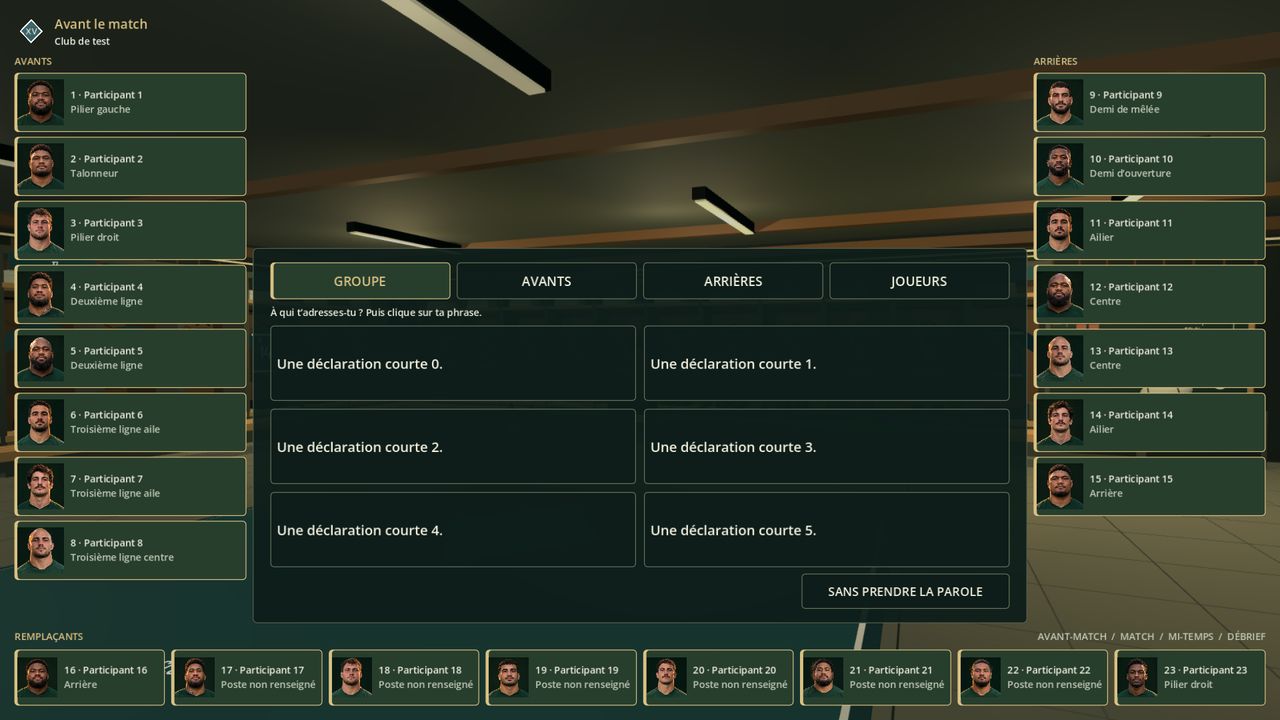 XV
Avant le match
Club de test
AVANTS
1 · Participant 1
Pilier gauche
2 · Participant 2
Talonneur
3 · Participant 3
Pilier droit
4 · Participant 4
Deuxième ligne
5 · Participant 5
Deuxième ligne
6 · Participant 6
Troisième ligne aile
7 · Participant 7
Troisième ligne aile
8 · Participant 8
Troisième ligne centre
GROUPE
AVANTS
ARRIÈRES
JOUEURS
À qui t’adresses-tu ? Puis clique sur ta phrase.
Une déclaration courte 0.
Une déclaration courte 1.
Une déclaration courte 2.
Une déclaration courte 3.
Une déclaration courte 4.
Une déclaration courte 5.
SANS PRENDRE LA PAROLE
ARRIÈRES
9 · Participant 9
Demi de mêlée
10 · Participant 10
Demi d’ouverture
11 · Participant 11
Ailier
12 · Participant 12
Centre
13 · Participant 13
Centre
14 · Participant 14
Ailier
15 · Participant 15
Arrière
REMPLAÇANTS
AVANT-MATCH / MATCH / MI-TEMPS / DÉBRIEF
16 · Participant 16
Arrière
17 · Participant 17
Poste non renseigné
18 · Participant 18
Poste non renseigné
19 · Participant 19
Poste non renseigné
20 · Participant 20
Poste non renseigné
21 · Participant 21
Poste non renseigné
22 · Participant 22
Poste non renseigné
23 · Participant 23
Pilier droit